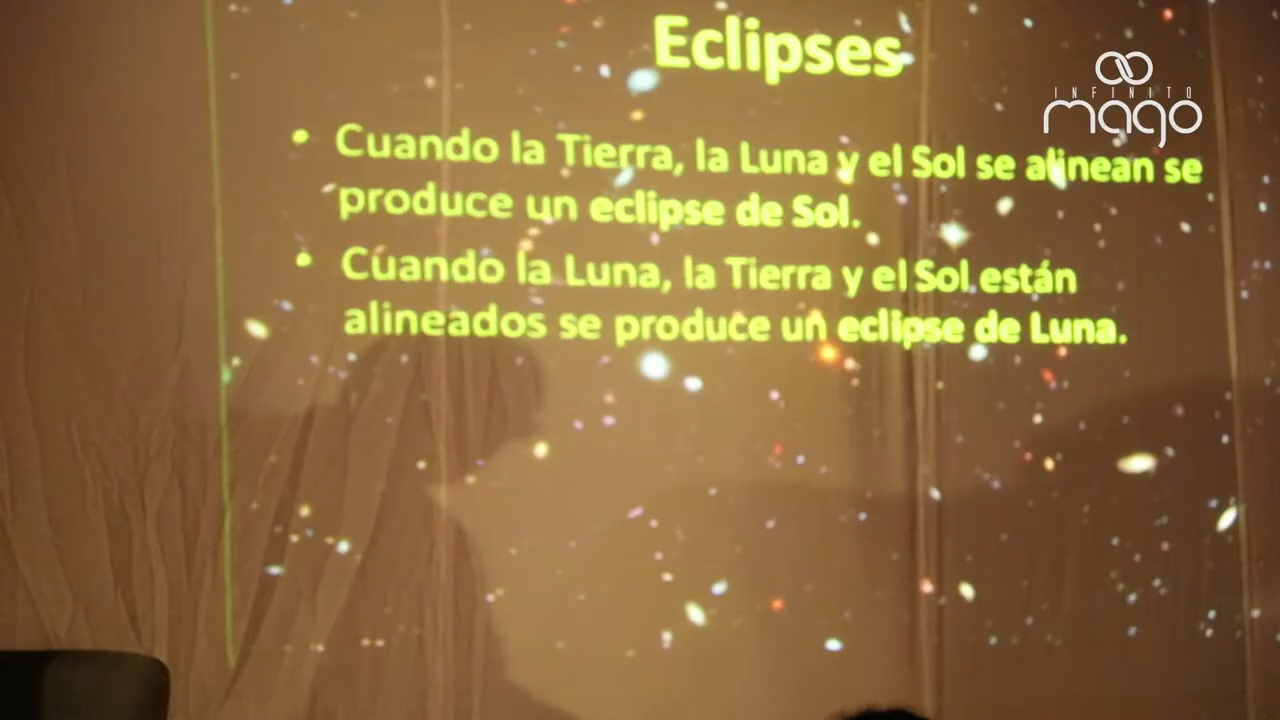 Eclipses
INFINITO
mago
• Cuando la Tierra, la Luna y el Sol se alinean se
produce un eclipse de Sol.
• Cuando la Luna, la Tierra y el Sol están
alineados se produce un eclipse de Luna.